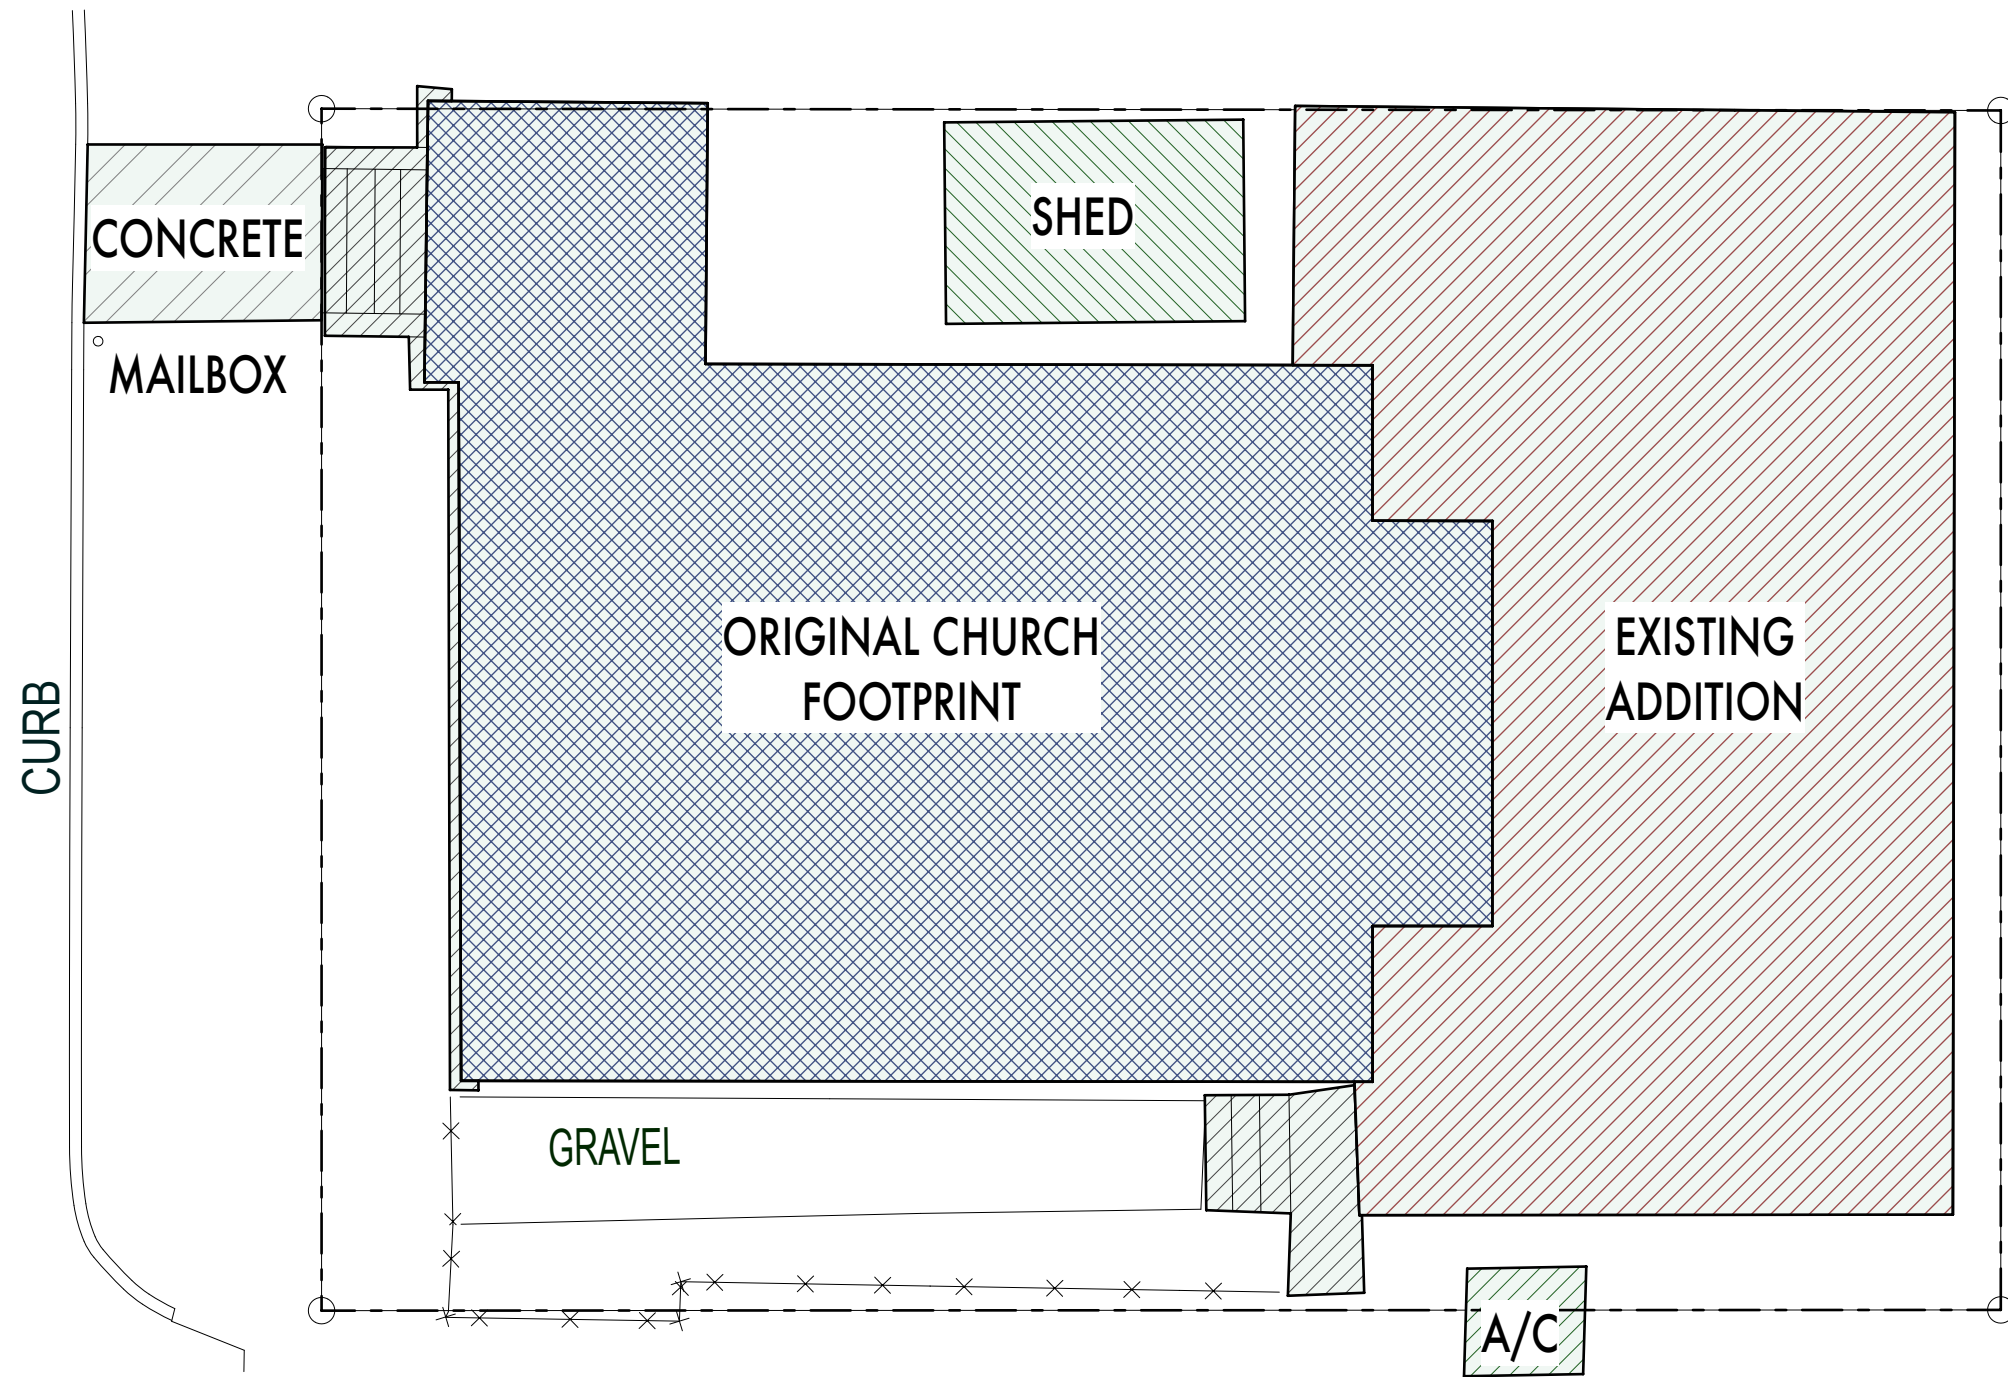 CONCRETE
SHED
MAILBOX
ORIGINAL CHURCH
FOOTPRINT
EXISTING
ADDITION
CURB
GRAVEL
A/C